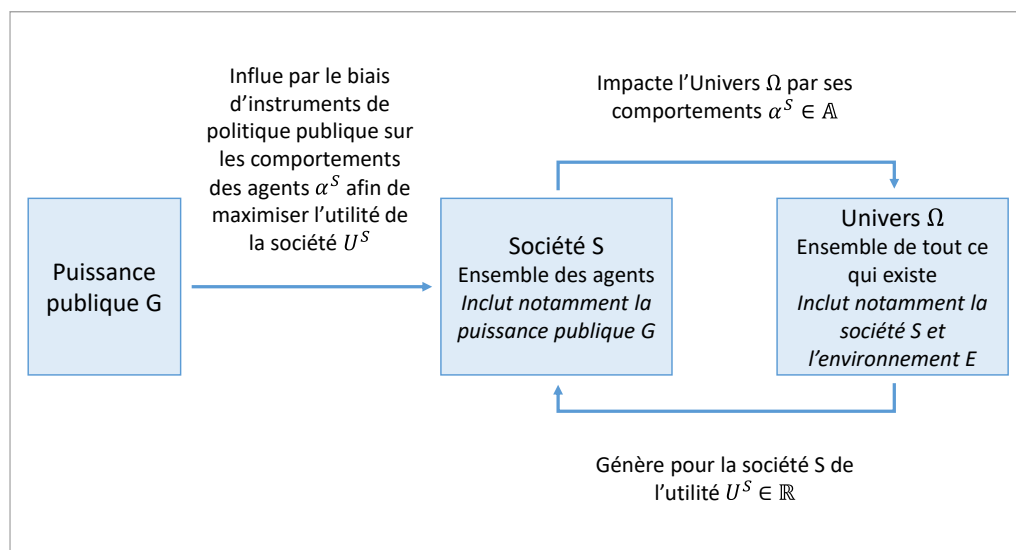 Influe par le biais
d’instruments de
politique publique sur
les comportements
des agents α^S afin de
maximiser l’utilité de
la société U^S
Impacte l’Univers Ω par ses
comportements α^S ∈ 𝔸
Puissance
publique G
Société S
Ensemble des agents
Inclut notamment la
puissance publique G
Univers Ω
Ensemble de tout ce
qui existe
Inclut notamment la
société S et
l’environnement E
Génère pour la société S de
l’utilité U^S ∈ ℝ